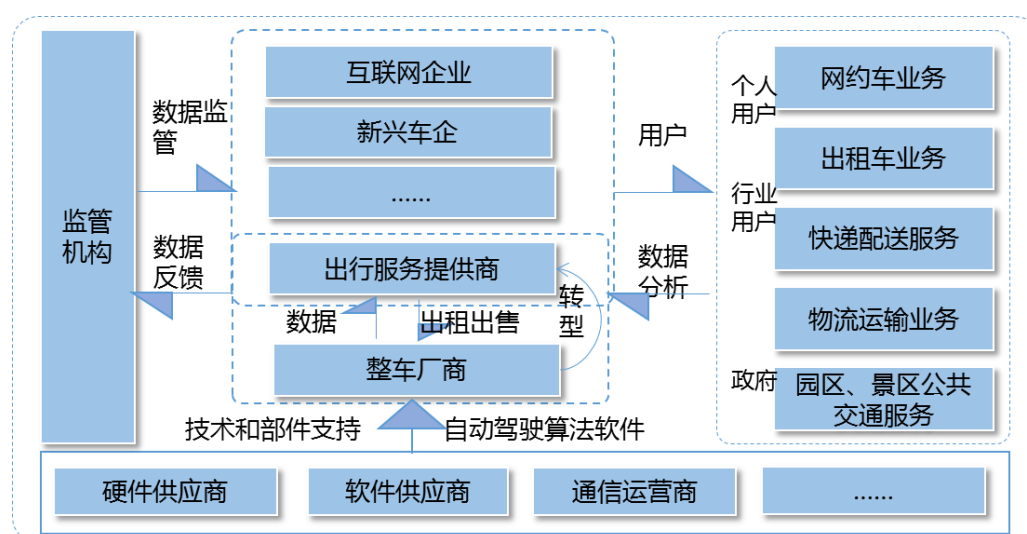 监管
机构
数据监
管
数据
反馈
互联网企业
新兴车企
......
出行服务提供商
数据
出租出售
转
型
整车厂商
技术和部件支持
自动驾驶算法软件
用户
数据
分析
个人
用户
行业
用户
政府
网约车业务
出租车业务
快递配送服务
物流运输业务
园区、景区公共
交通服务
硬件供应商
软件供应商
通信运营商
......